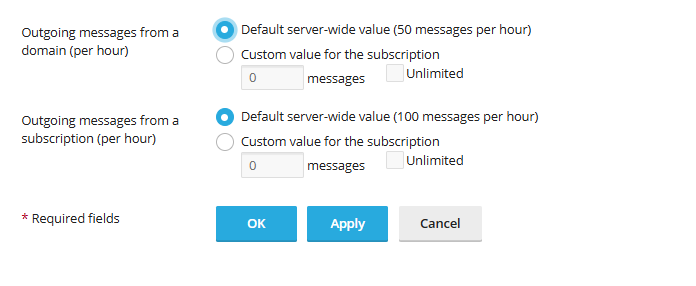 Outgoing messages from a domain (per hour)
Default server-wide value (50 messages per hour)
Custom value for the subscription
0 messages Unlimited
Outgoing messages from a subscription (per hour)
Default server-wide value (100 messages per hour)
Custom value for the subscription
0 messages Unlimited
* Required fields OK Apply Cancel